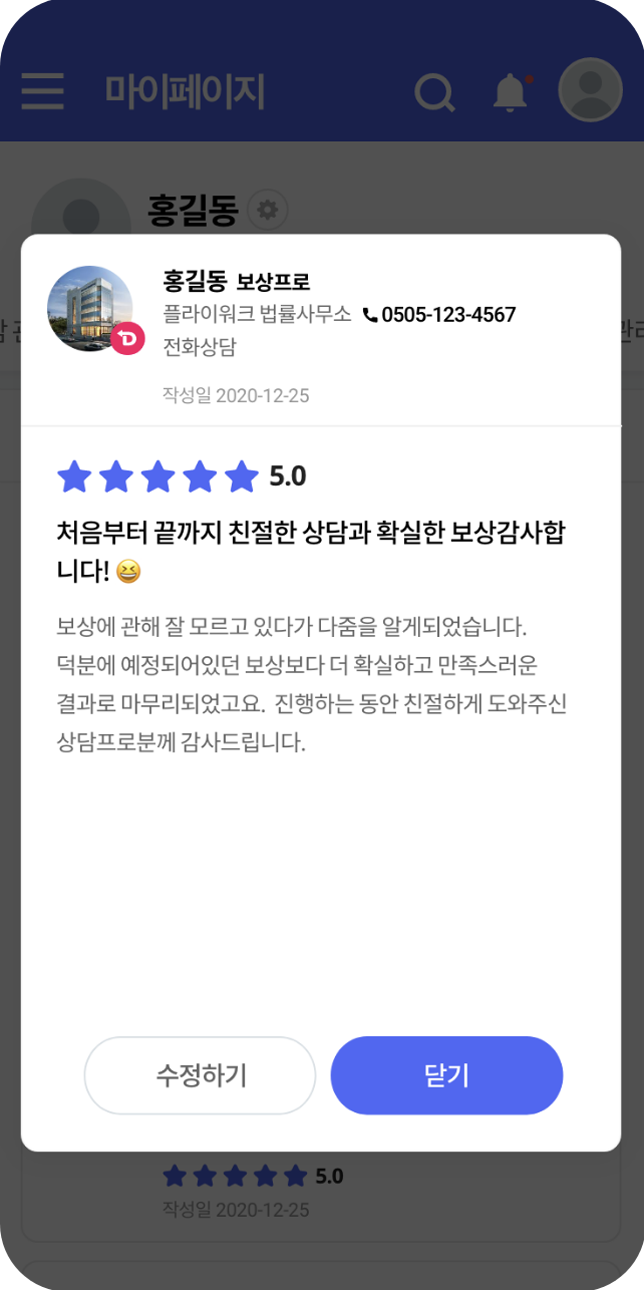 마이페이지
홍길동
홍길동 보상프로
플라이워크 법률사무소 0505-123-4567
전화상담
작성일 2020-12-25
5.0
처음부터 끝까지 친절한 상담과 확실한 보상감사합
니다! 😆
보상에 관해 잘 모르고 있다가 다줌을 알게되었습니다.
덕분에 예정되어있던 보상보다 더 확실하고 만족스러운
결과로 마무리되었고요. 진행하는 동안 친절하게 도와주신
상담프로분께 감사드립니다.
수정하기 닫기
5.0
작성일 2020-12-25